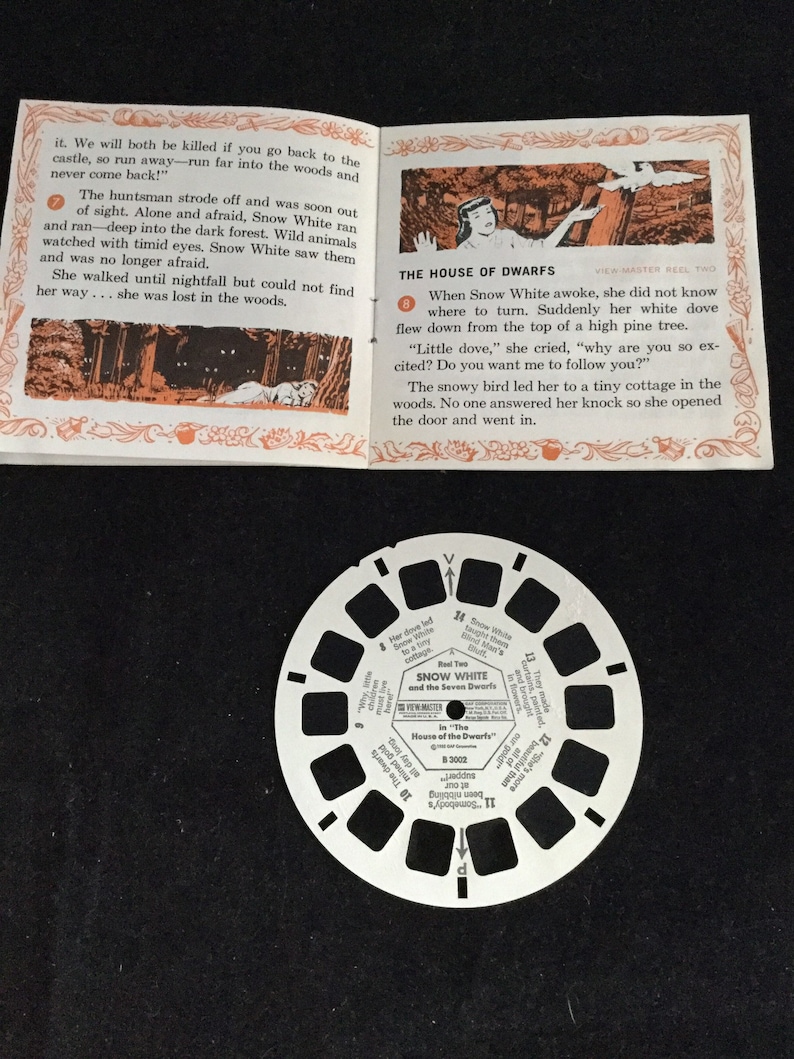 it. We will both be killed if you go back to the
castle, so run away—run far into the woods and
never come back!"
7 The huntsman strode off and was soon out
of sight. Alone and afraid, Snow White ran
and ran—deep into the dark forest. Wild animals
watched with timid eyes. Snow White saw them
and was no longer afraid.
She walked until nightfall but could not find
her way . . . she was lost in the woods.
THE HOUSE OF DWARFS
VIEW-MASTER REEL TWO
8 When Snow White awoke, she did not know
where to turn. Suddenly her white dove
flew down from the top of a high pine tree.
"Little dove," she cried, "why are you so ex-
cited? Do you want me to follow you?"
The snowy bird led her to a tiny cottage in the
woods. No one answered her knock so she opened
the door and went in.
V
A
Reel Two
SNOW WHITE
and the Seven Dwarfs
VIEW-MASTER
GAF CORPORATION
in "The
House of the Dwarfs"
B 3002
8 Her dove led
Snow White
to a tiny
cottage.
9 "Why, little
children
must live
here!"
10 The dwarfs
mined gold
all day long.
11 "Somebody's
been nibbling
at our
supper!"
12 "She's more
beautiful than
all of
our gold!"
13 They made
curtains, painted,
and brought
in flowers.
14 Snow White
taught them
Blind Man's
Bluff.
P